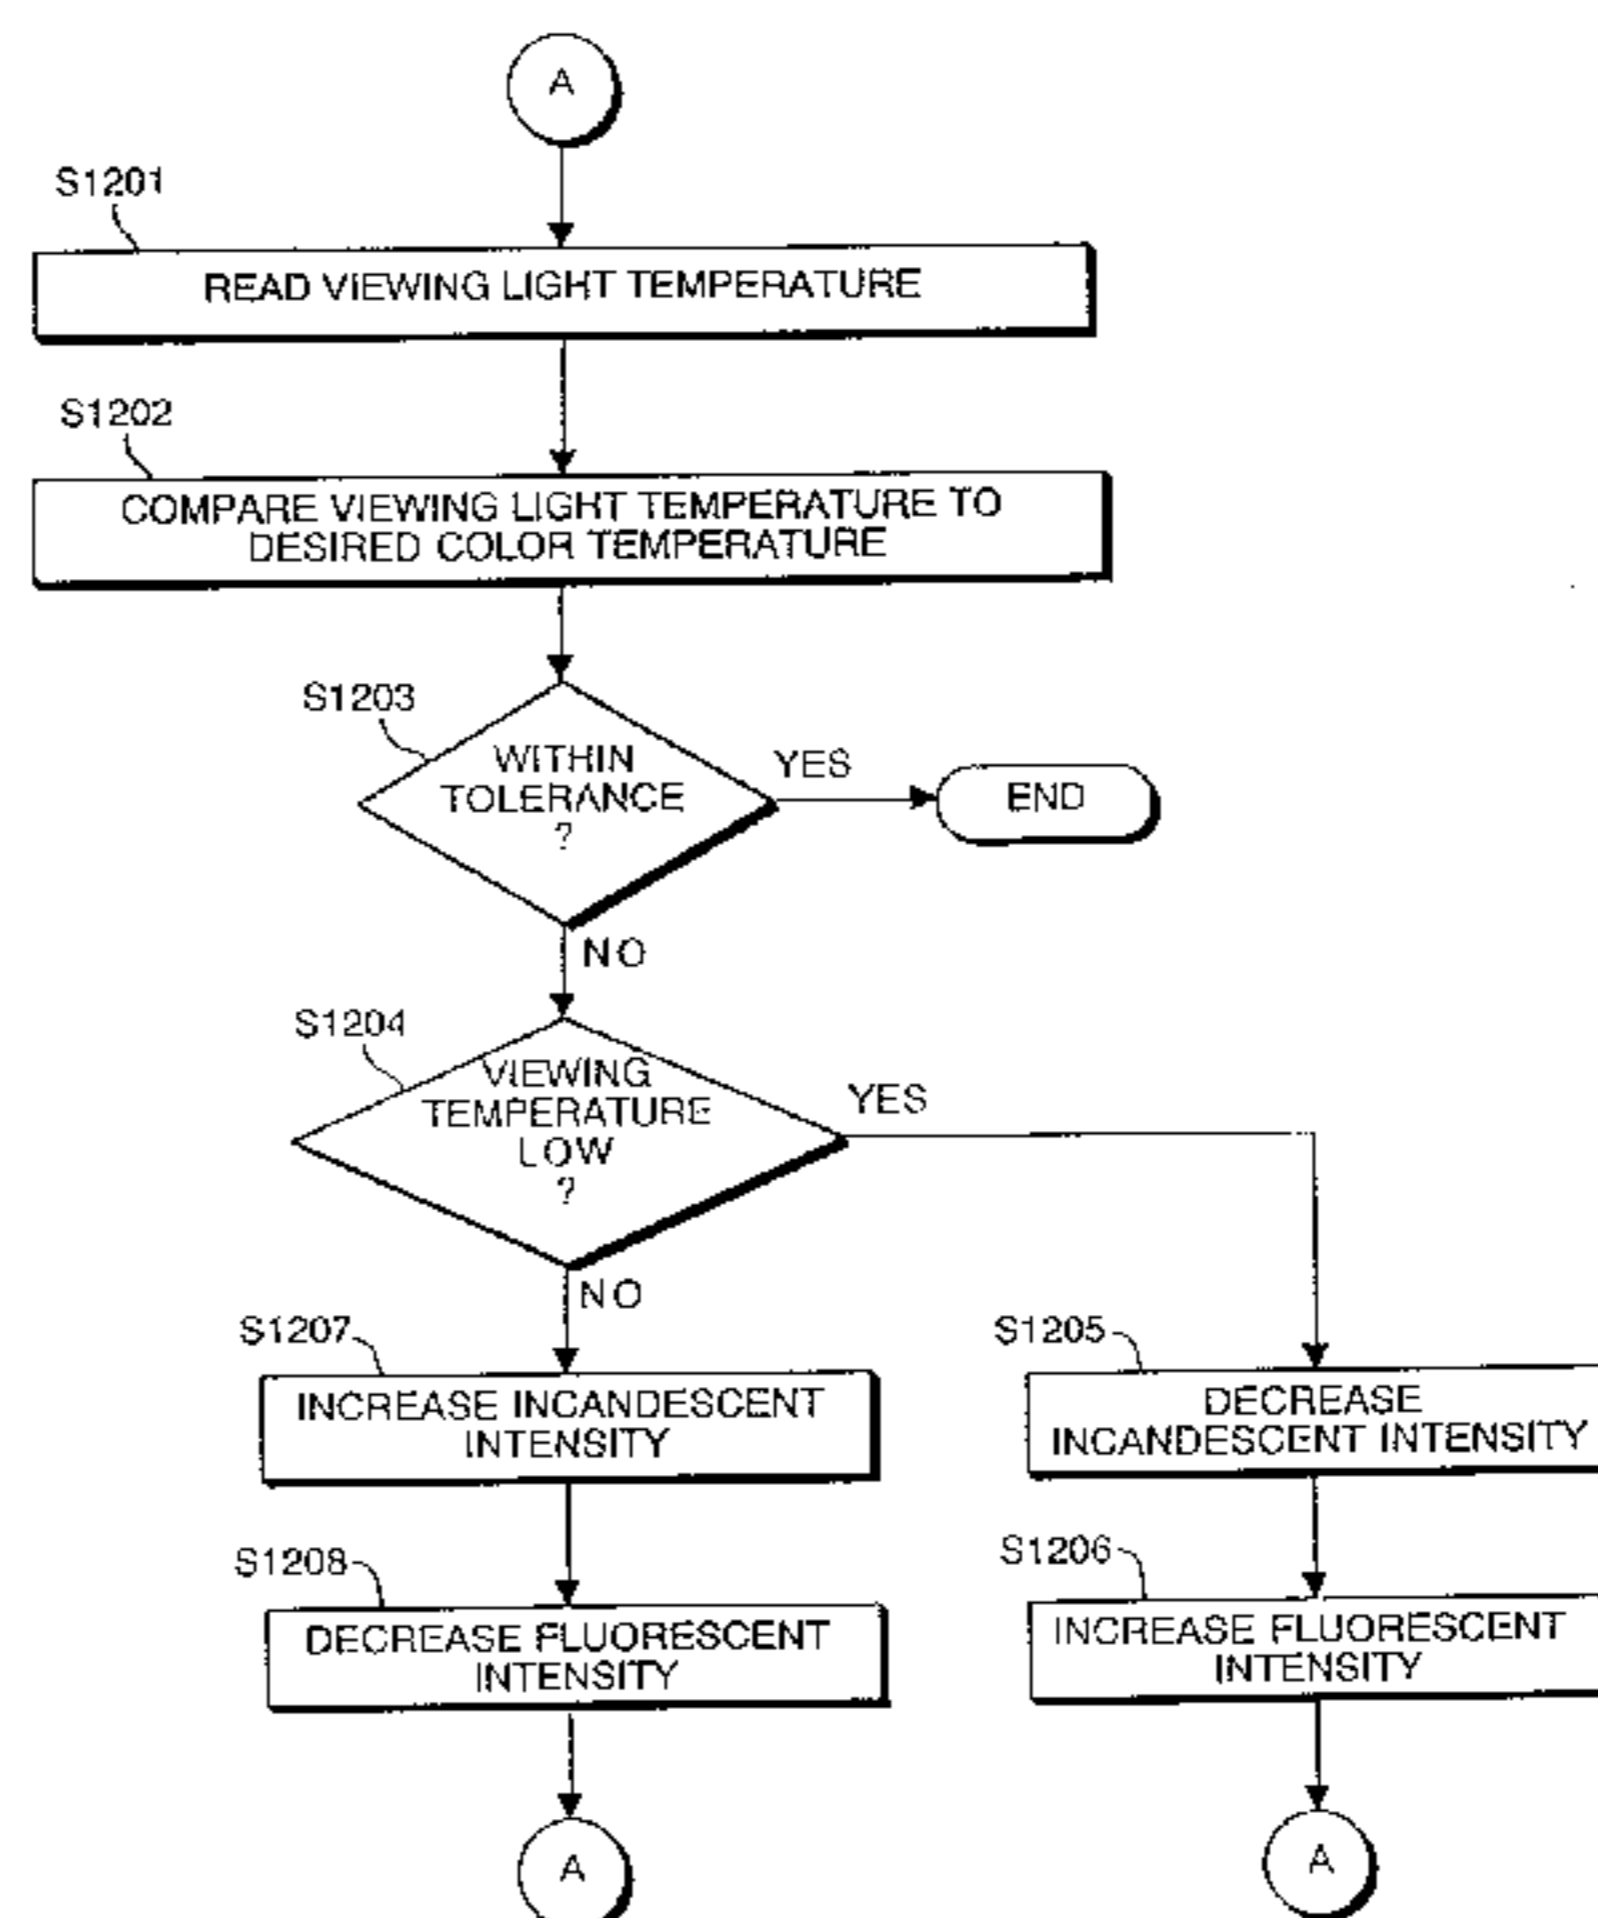 A
S1201
READ VIEWING LIGHT TEMPERATURE
S1202
COMPARE VIEWING LIGHT TEMPERATURE TO
DESIRED COLOR TEMPERATURE
S1203
WITHIN
TOLERANCE
?
YES
END
NO
S1204
VIEWING
TEMPERATURE
LOW
?
YES
NO
S1207
INCREASE INCANDESCENT
INTENSITY
S1205
DECREASE
INCANDESCENT INTENSITY
S1208
DECREASE FLUORESCENT
INTENSITY
S1206
INCREASE FLUORESCENT
INTENSITY
A
A